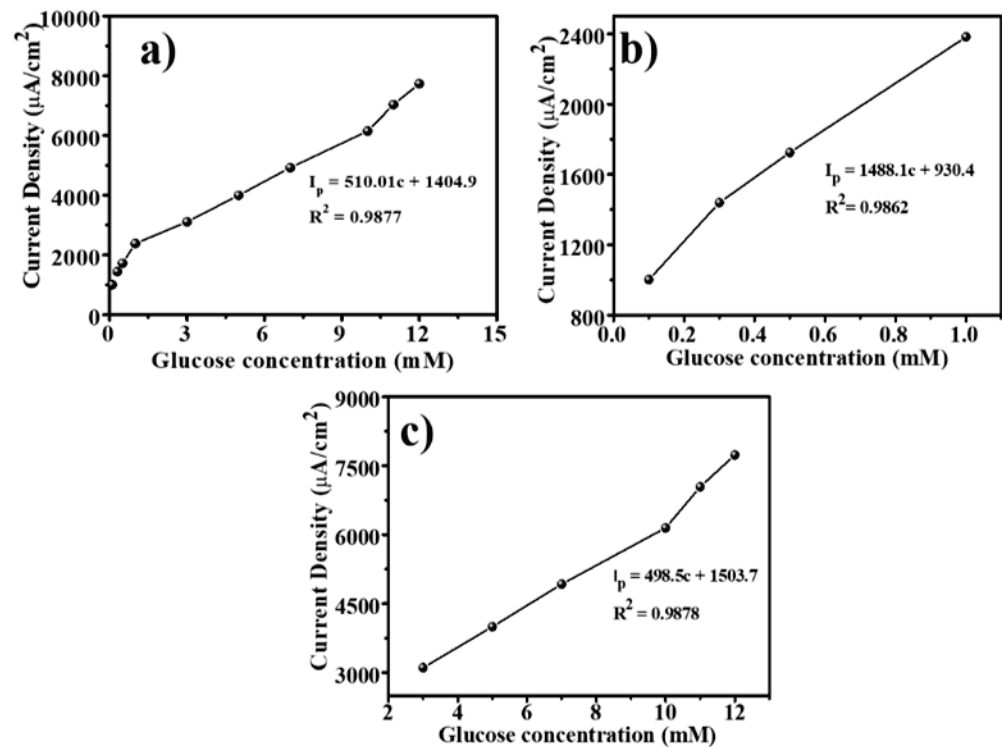 a)
Current Density (μA/cm²)
10000
8000
6000
4000
2000
0
I_p = 510.01c + 1404.9
R² = 0.9877
0 3 6 9 12 15
Glucose concentration (mM)
b)
Current Density (μA/cm²)
2400
2000
1600
1200
800
I_p = 1488.1c + 930.4
R²= 0.9862
0.0 0.2 0.4 0.6 0.8 1.0
Glucose concentration (mM)
c)
Current Density (μA/cm²)
9000
7500
6000
4500
3000
I_p = 498.5c + 1503.7
R² = 0.9878
2 4 6 8 10 12
Glucose concentration (mM)